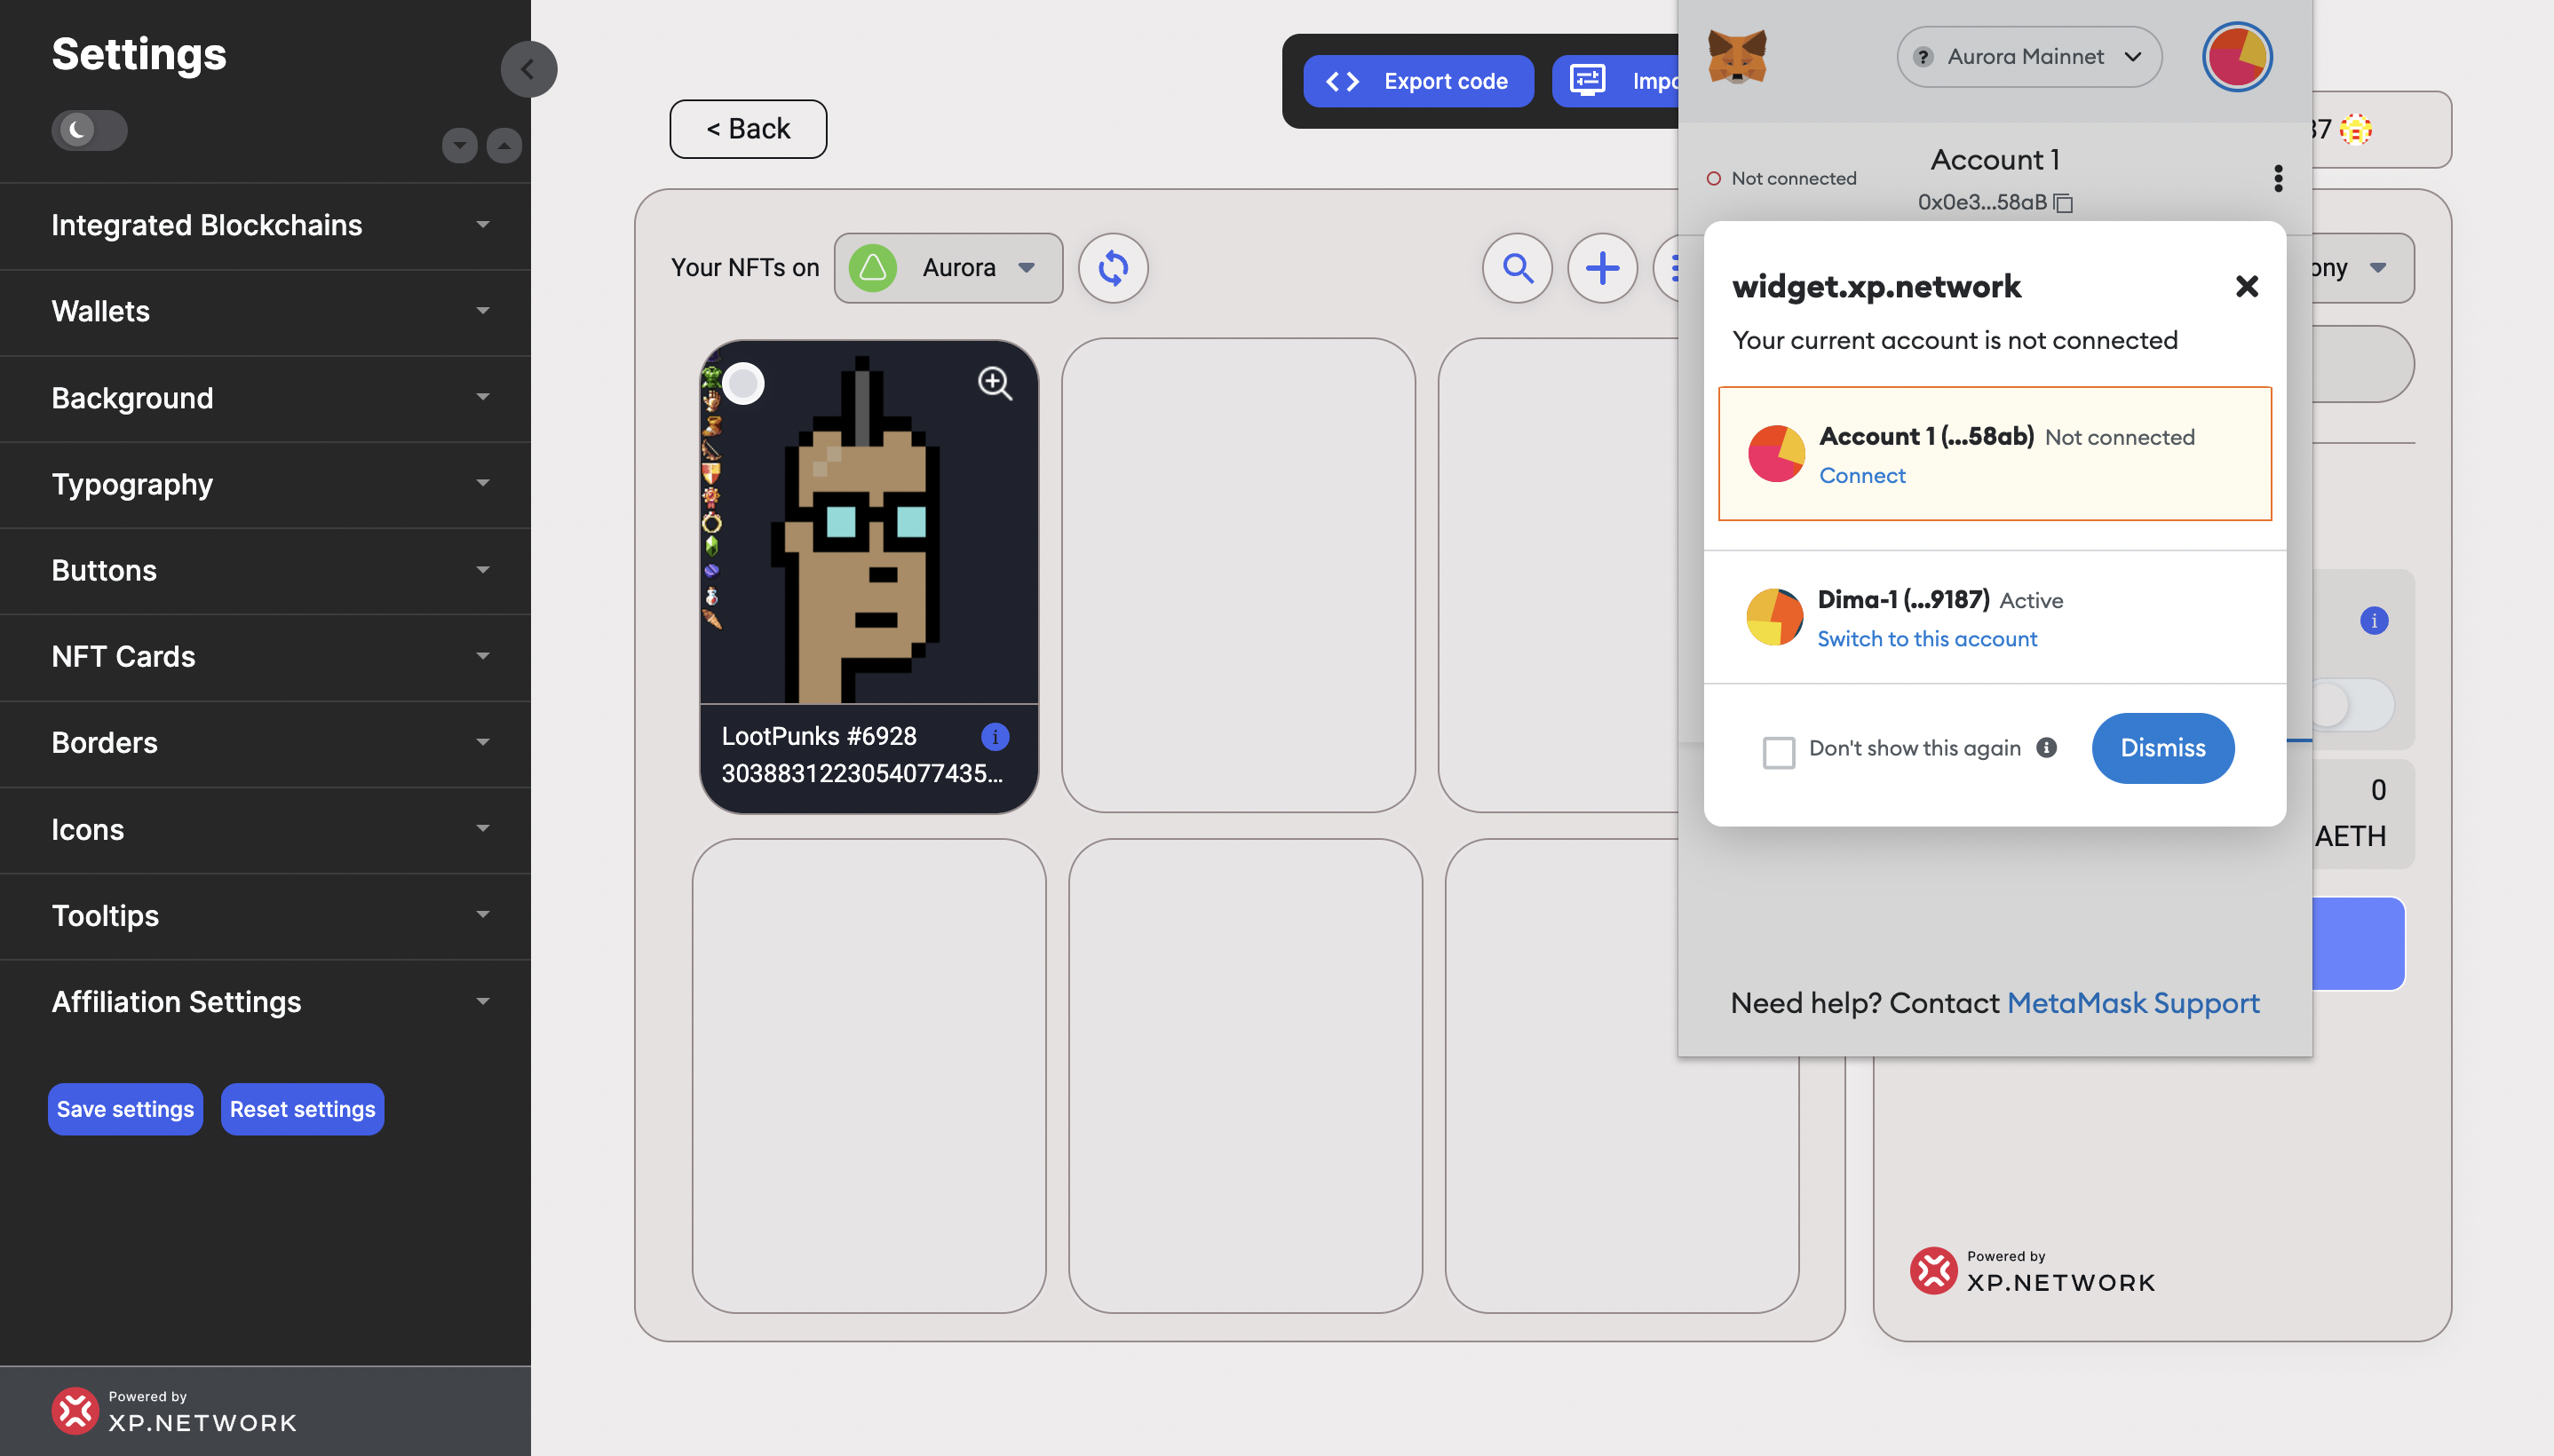 Settings
Integrated Blockchains
Wallets
Background
Typography
Buttons
NFT Cards
Borders
Icons
Tooltips
Affiliation Settings
Save settings
Reset settings
Powered by
XP.NETWORK
< Back
Export code
Impo
37
Your NFTs on
Aurora
LootPunks #6928
3038831223054077435...
ony
0
AETH
Powered by
XP.NETWORK
? Aurora Mainnet
Not connected
Account 1
0x0e3...58aB
widget.xp.network
Your current account is not connected
Account 1 (...58ab) Not connected
Connect
Dima-1 (...9187) Active
Switch to this account
Don't show this again
Dismiss
Need help? Contact MetaMask Support